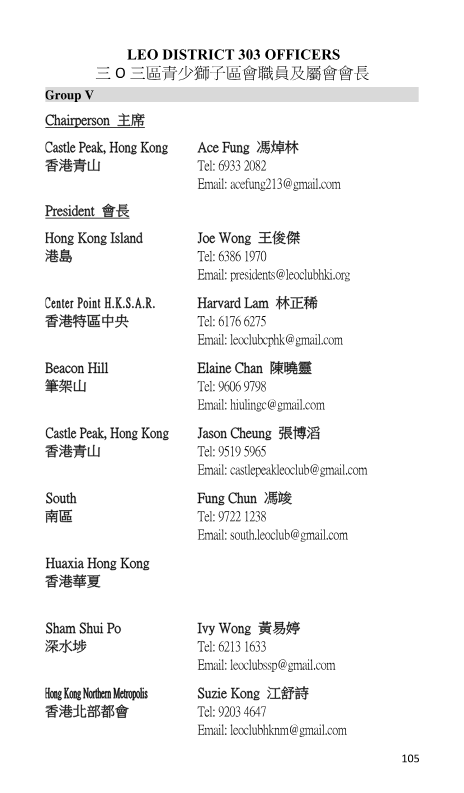 LEO DISTRICT 303 OFFICERS
三 O 三區青少獅子區會職員及屬會會長
Group V
Chairperson 主席
Castle Peak, Hong Kong Ace Fung 馮焯林
香港青山 Tel: 6933 2082
Email: acefung213@gmail.com
President 會長
Hong Kong Island Joe Wong 王俊傑
港島 Tel: 6386 1970
Email: presidents@leoclubhki.org
Center Point H.K.S.A.R. Harvard Lam 林正稀
香港特區中央 Tel: 6176 6275
Email: leoclubcphk@gmail.com
Beacon Hill Elaine Chan 陳曉靈
筆架山 Tel: 9606 9798
Email: hiulingc@gmail.com
Castle Peak, Hong Kong Jason Cheung 張博滔
香港青山 Tel: 9519 5965
Email: castlepeakleoclub@gmail.com
South Fung Chun 馮竣
南區 Tel: 9722 1238
Email: south.leoclub@gmail.com
Huaxia Hong Kong
香港華夏
Sham Shui Po Ivy Wong 黃易婷
深水埗 Tel: 6213 1633
Email: leoclubssp@gmail.com
Hong Kong Northern Metropolis Suzie Kong 江舒詩
香港北部都會 Tel: 9203 4647
Email: leoclubhknm@gmail.com
105